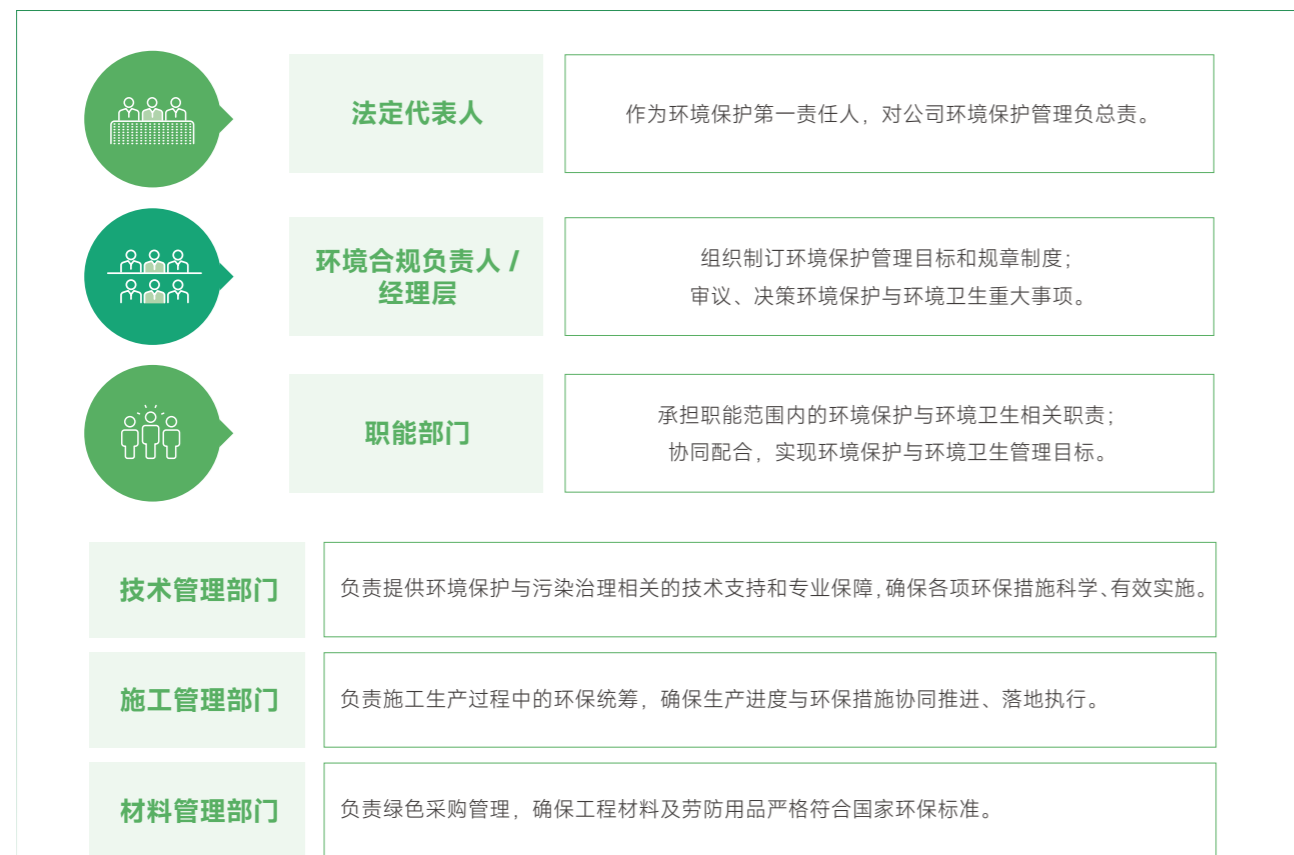 法定代表人
作为环境保护第一责任人，对公司环境保护管理负总责。
环境合规负责人 /
经理层
组织制订环境保护管理目标和规章制度；
审议、决策环境保护与环境卫生重大事项。
职能部门
承担职能范围内的环境保护与环境卫生相关职责；
协同配合，实现环境保护与环境卫生管理目标。
技术管理部门
负责提供环境保护与污染治理相关的技术支持和专业保障，确保各项环保措施科学、有效实施。
施工管理部门
负责施工生产过程中的环保统筹，确保生产进度与环保措施协同推进、落地执行。
材料管理部门
负责绿色采购管理，确保工程材料及劳防用品严格符合国家环保标准。